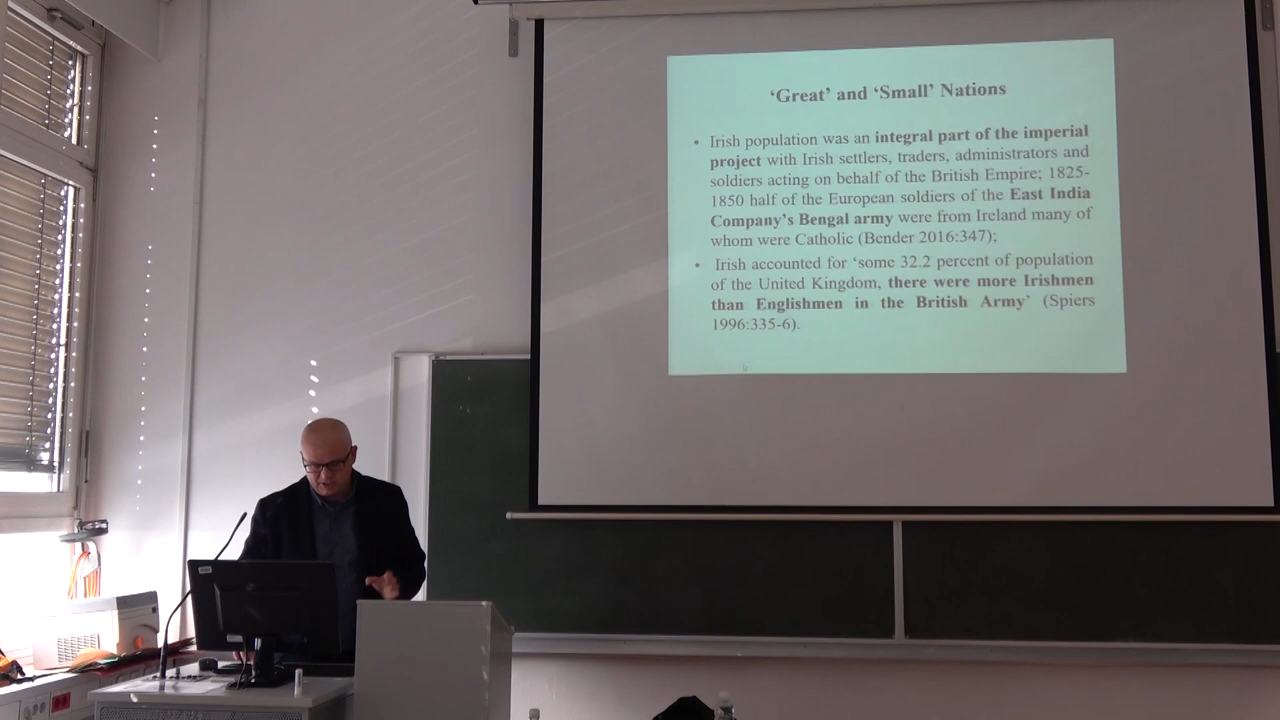 ‘Great’ and ‘Small’ Nations
• Irish population was an integral part of the imperial
project with Irish settlers, traders, administrators and
soldiers acting on behalf of the British Empire; 1825-
1850 half of the European soldiers of the East India
Company’s Bengal army were from Ireland many of
whom were Catholic (Bender 2016:347);
• Irish accounted for ‘some 32.2 percent of population
of the United Kingdom, there were more Irishmen
than Englishmen in the British Army’ (Spiers
1996:335-6).